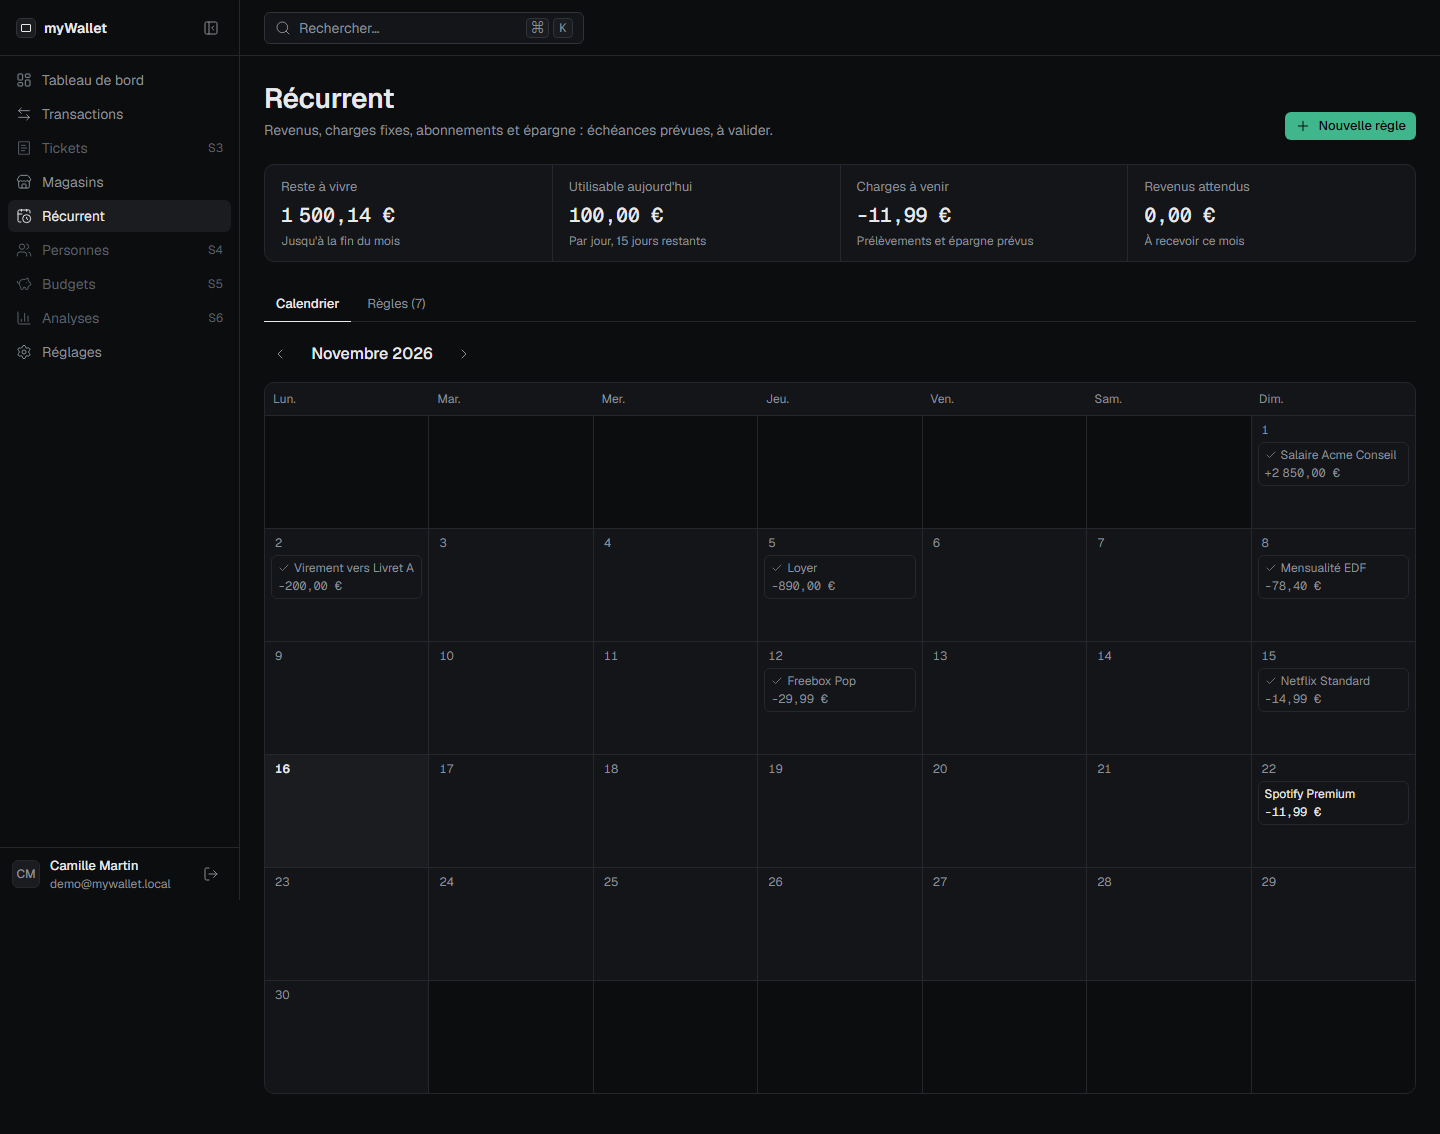 myWallet
Rechercher...
⌘ K
Tableau de bord
Transactions
Tickets S3
Magasins
Récurrent
Personnes S4
Budgets S5
Analyses S6
Réglages
Camille Martin
CM
demo@mywallet.local
Récurrent
Revenus, charges fixes, abonnements et épargne : échéances prévues, à valider.
Nouvelle règle
Reste à vivre
1 500,14 €
Jusqu'à la fin du mois
Utilisable aujourd'hui
100,00 €
Par jour, 15 jours restants
Charges à venir
-11,99 €
Prélèvements et épargne prévus
Revenus attendus
0,00 €
À recevoir ce mois
Calendrier Règles (7)
Novembre 2026
Lun. Mar. Mer. Jeu. Ven. Sam. Dim.
1
Salaire Acme Conseil
+2 850,00 €
2
Virement vers Livret A
-200,00 €
3
4
5
Loyer
-890,00 €
6
7
8
Mensualité EDF
-78,40 €
9
10
11
12
Freebox Pop
-29,99 €
13
14
15
Netflix Standard
-14,99 €
16
17
18
19
20
21
22
Spotify Premium
-11,99 €
23
24
25
26
27
28
29
30